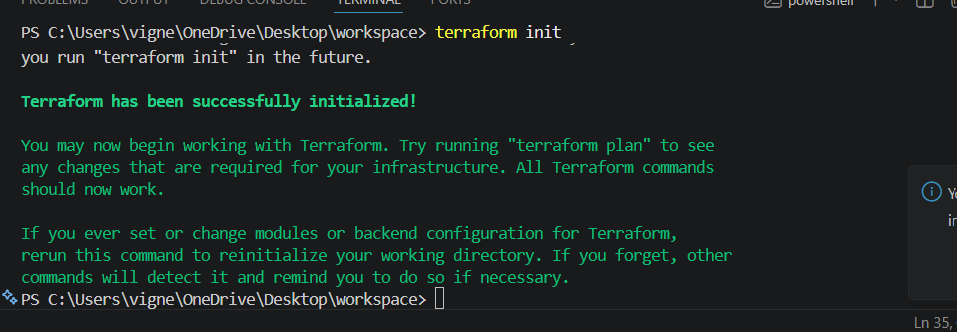 PROBLEMS OUTPUT DEBUG CONSOLE TERMINAL PORTS powershell
PS C:\Users\vigne\OneDrive\Desktop\workspace> terraform init
you run "terraform init" in the future.
Terraform has been successfully initialized!
You may now begin working with Terraform. Try running "terraform plan" to see
any changes that are required for your infrastructure. All Terraform commands
should now work.
If you ever set or change modules or backend configuration for Terraform,
rerun this command to reinitialize your working directory. If you forget, other
commands will detect it and remind you to do so if necessary.
PS C:\Users\vigne\OneDrive\Desktop\workspace>
Ln 35,